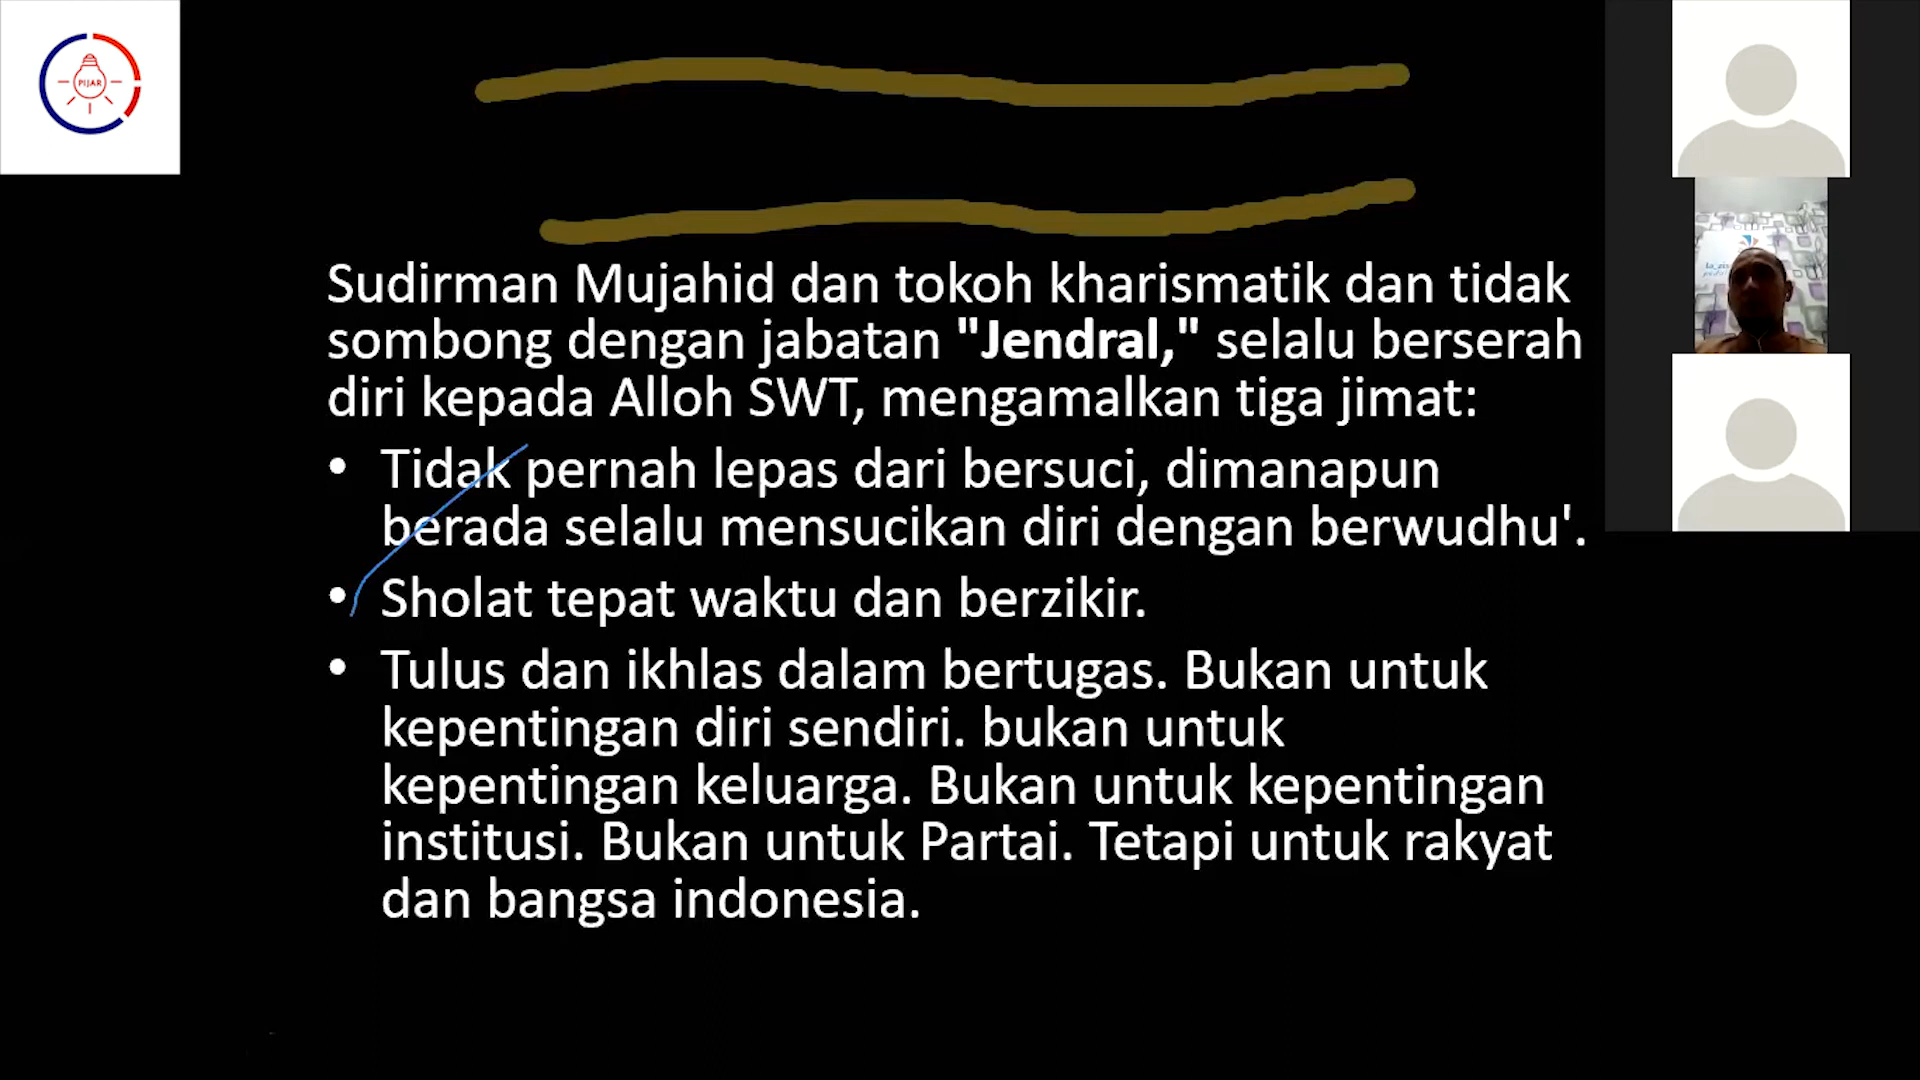 PIJAR
Sudirman Mujahid dan tokoh kharismatik dan tidak
sombong dengan jabatan "Jendral," selalu berserah
diri kepada Alloh SWT, mengamalkan tiga jimat:
• Tidak pernah lepas dari bersuci, dimanapun
berada selalu mensucikan diri dengan berwudhu'.
• Sholat tepat waktu dan berzikir.
• Tulus dan ikhlas dalam bertugas. Bukan untuk
kepentingan diri sendiri. bukan untuk
kepentingan keluarga. Bukan untuk kepentingan
institusi. Bukan untuk Partai. Tetapi untuk rakyat
dan bangsa indonesia.